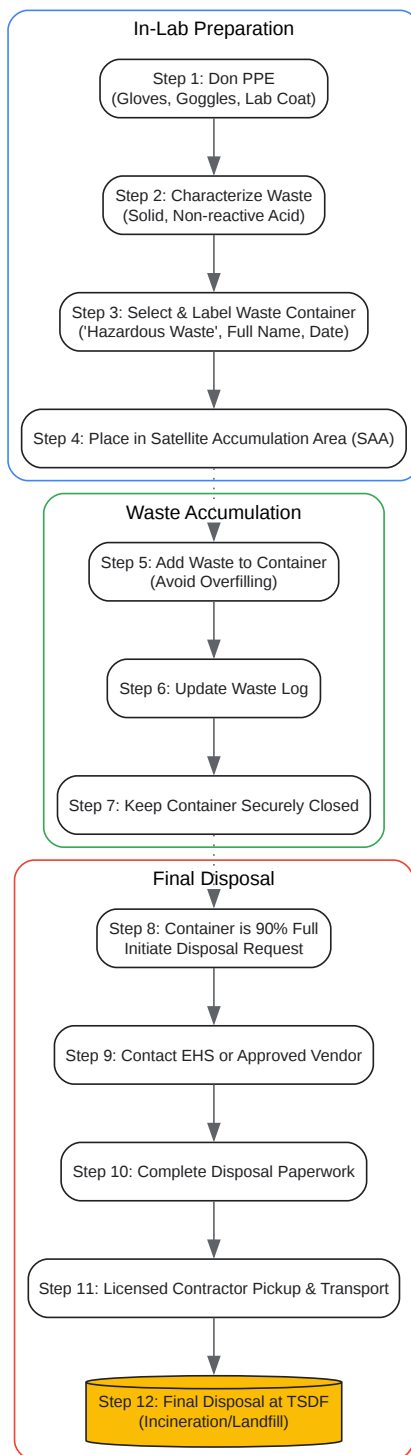 In-Lab Preparation
Step 1: Don PPE
(Gloves, Goggles, Lab Coat)
Step 2: Characterize Waste
(Solid, Non-reactive Acid)
Step 3: Select & Label Waste Container
('Hazardous Waste', Full Name, Date)
Step 4: Place in Satellite Accumulation Area (SAA)
Waste Accumulation
Step 5: Add Waste to Container
(Avoid Overfilling)
Step 6: Update Waste Log
Step 7: Keep Container Securely Closed
Final Disposal
Step 8: Container is 90% Full
Initiate Disposal Request
Step 9: Contact EHS or Approved Vendor
Step 10: Complete Disposal Paperwork
Step 11: Licensed Contractor Pickup & Transport
Step 12: Final Disposal at TSDF
(Incineration/Landfill)